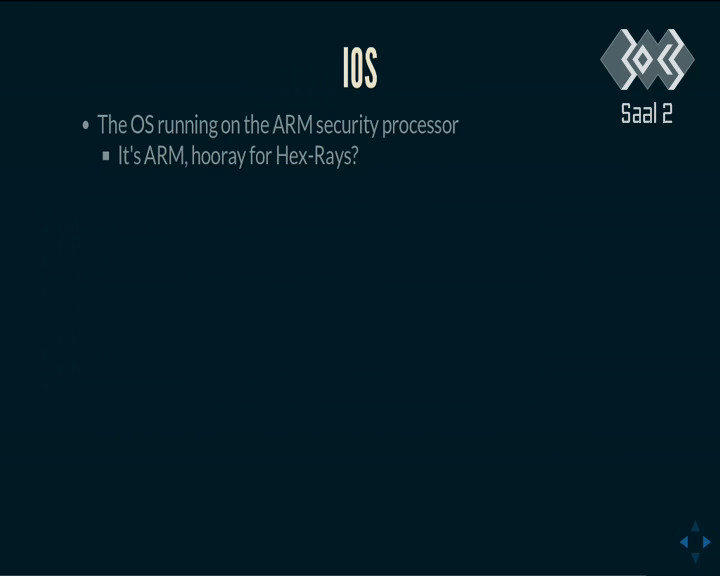 IOS
Saal 2
• The OS running on the ARM security processor
▪ It's ARM, hooray for Hex-Rays?